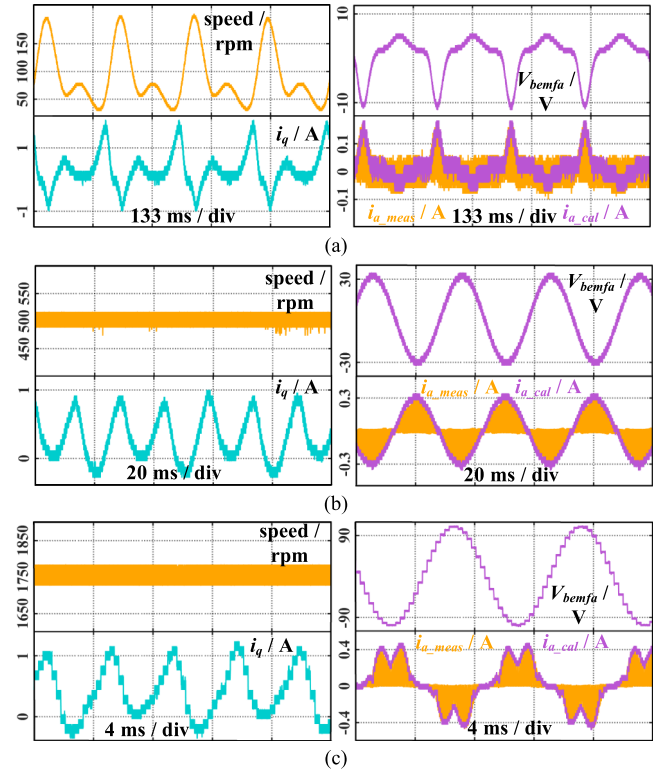 speed /
rpm
150
100
50
i_q / A
1
-1
133 ms / div
10
V_bemfa /
V
-10
0.1
0
-0.1
i_a_meas / A
i_a_cal / A
133 ms / div
(a)
speed /
rpm
550
500
450
i_q / A
1
0
20 ms / div
30
V_bemfa /
V
-30
i_a_meas / A
i_a_cal / A
0.3
-0.3
20 ms / div
(b)
speed /
rpm
1850
1750
1650
i_q / A
1
0
4 ms / div
90
V_bemfa /
V
-90
i_a_meas / A
i_a_cal / A
0.4
0
-0.4
4 ms / div
(c)